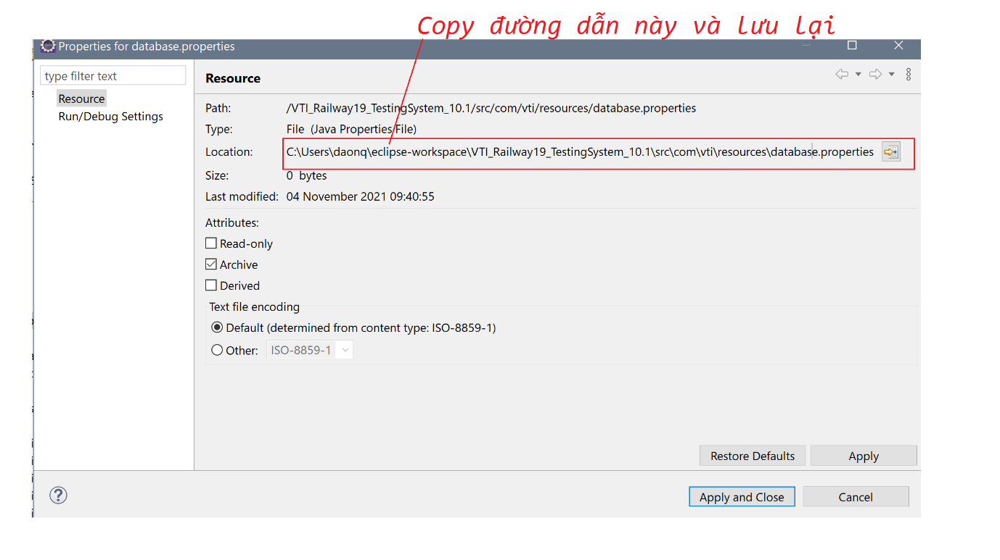 Copy đường dẫn này và lưu lại
Properties for database.properties
type filter text
Resource
Run/Debug Settings
Resource
Path: /VTI_Railway19_TestingSystem_10.1/src/com/vti/resources/database.properties
Type: File (Java Properties File)
Location: C:\Users\daonq\eclipse-workspace\VTI_Railway19_TestingSystem_10.1\src\com\vti\resources\database.properties
Size: 0 bytes
Last modified: 04 November 2021 09:40:55
Attributes:
Read-only
Archive
Derived
Text file encoding
Default (determined from content type: ISO-8859-1)
Other: ISO-8859-1
Restore Defaults Apply
Apply and Close Cancel